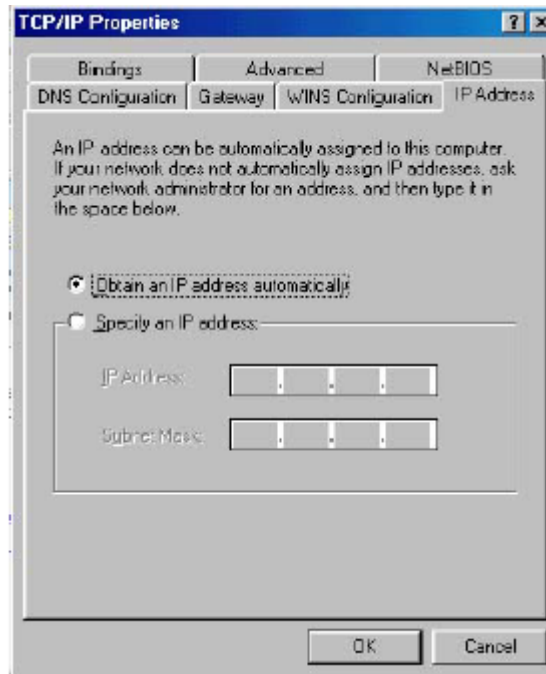 TCP/IP Properties
Bindings Advanced NetBIOS
DNS Configuration Gateway WINS Configuration IP Address
An IP address can be automatically assigned to this computer.
If your network does not automatically assign IP addresses, ask
your network administrator for an address, and then type it in
the space below.
Obtain an IP address automatically
Specify an IP address:
IP Address:
Subnet Mask:
OK Cancel